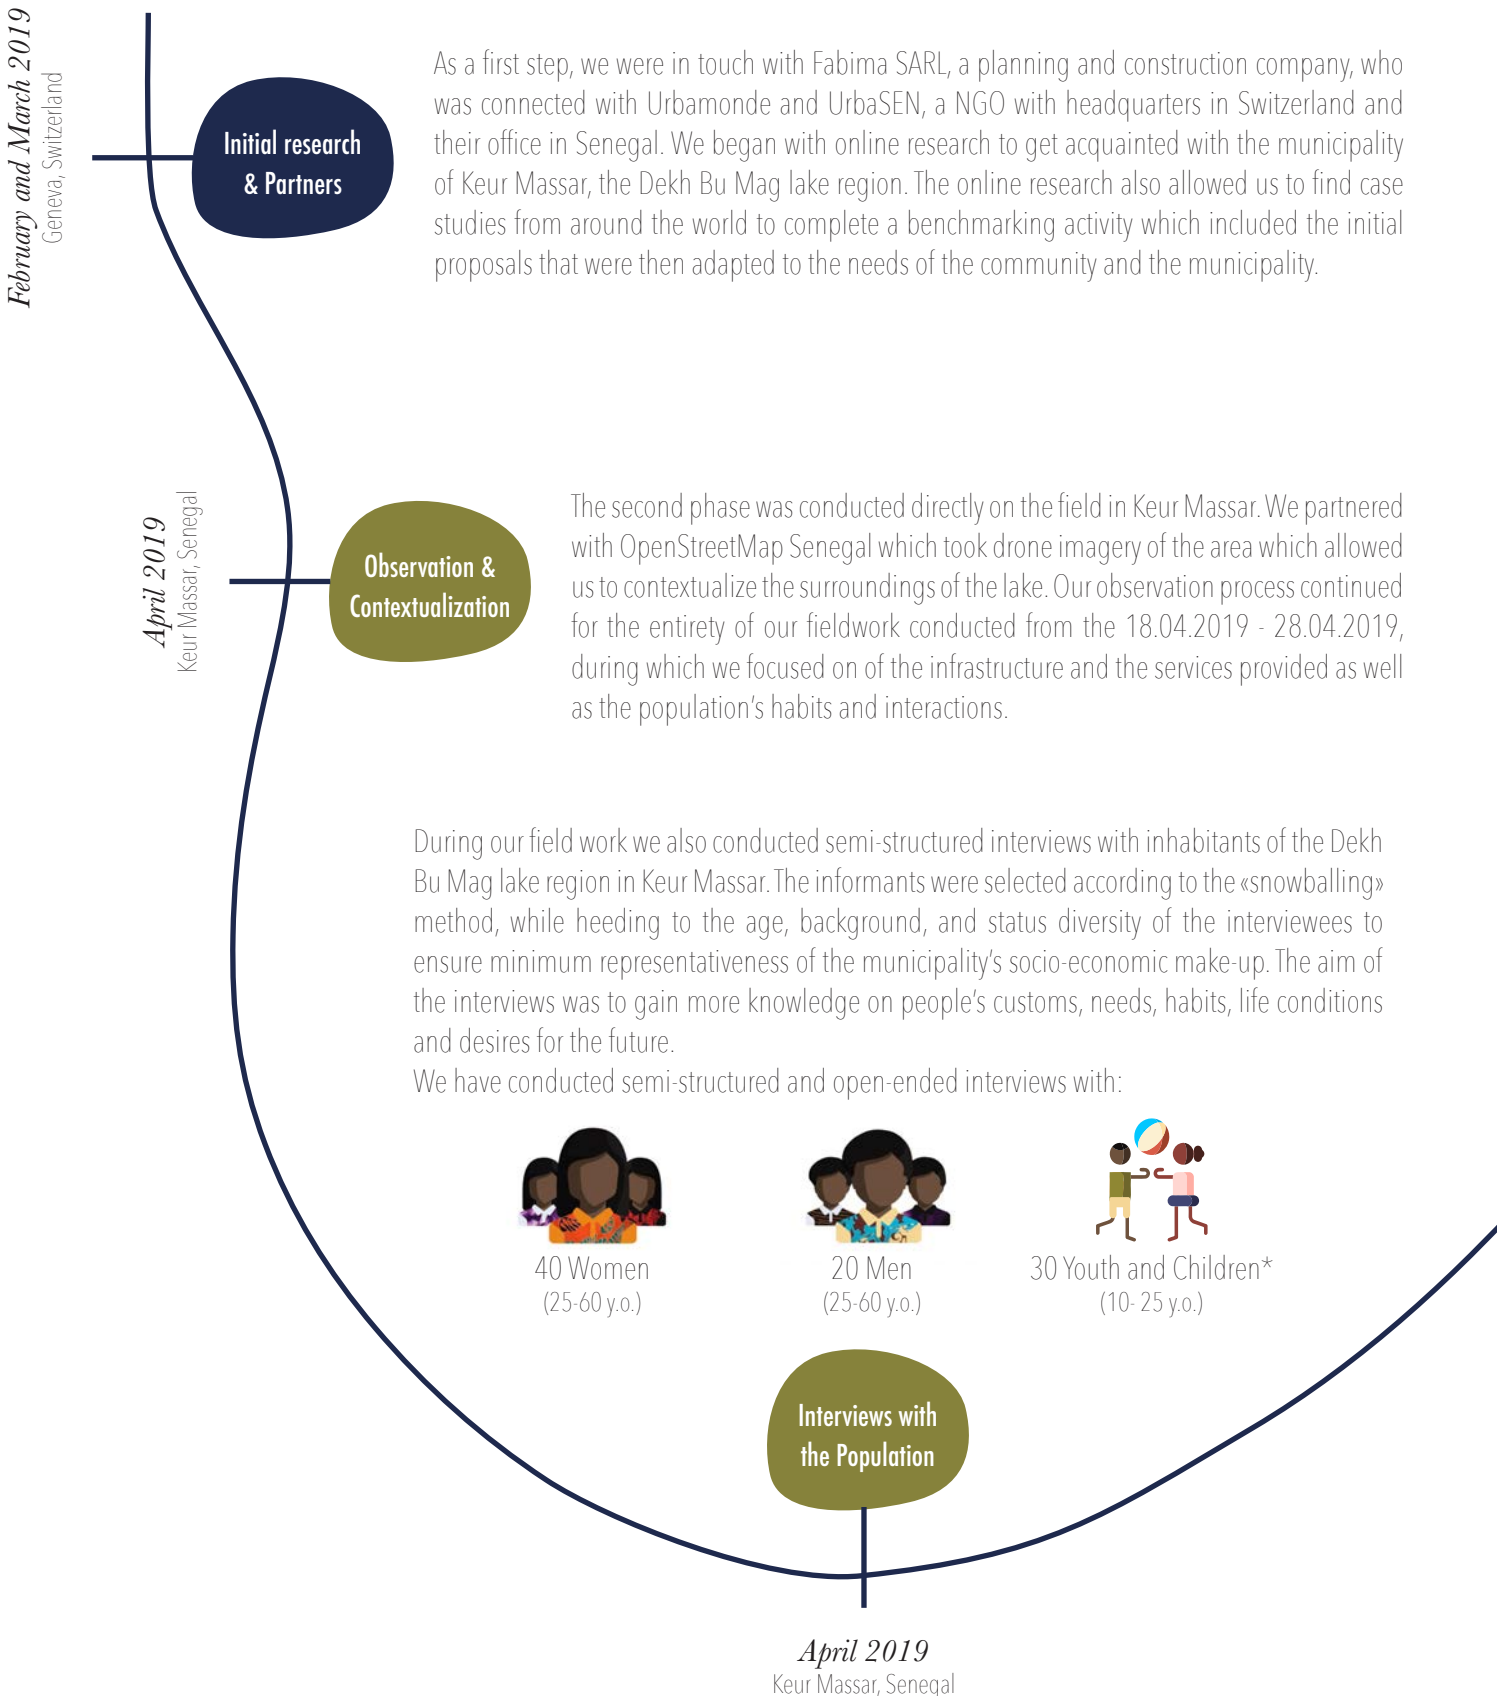 February and March 2019
Geneva, Switzerland
Initial research
& Partners
As a first step, we were in touch with Fabima SARL, a planning and construction company, who
was connected with Urbamonde and UrbaSEN, a NGO with headquarters in Switzerland and
their office in Senegal. We began with online research to get acquainted with the municipality
of Keur Massar, the Dekh Bu Mag lake region. The online research also allowed us to find case
studies from around the world to complete a benchmarking activity which included the initial
proposals that were then adapted to the needs of the community and the municipality.
April 2019
Keur Massar, Senegal
Observation &
Contextualization
The second phase was conducted directly on the field in Keur Massar. We partnered
with OpenStreetMap Senegal which took drone imagery of the area which allowed
us to contextualize the surroundings of the lake. Our observation process continued
for the entirety of our fieldwork conducted from the 18.04.2019 - 28.04.2019,
during which we focused on of the infrastructure and the services provided as well
as the population’s habits and interactions.
During our field work we also conducted semi-structured interviews with inhabitants of the Dekh
Bu Mag lake region in Keur Massar. The informants were selected according to the «snowballing»
method, while heeding to the age, background, and status diversity of the interviewees to
ensure minimum representativeness of the municipality’s socio-economic make-up. The aim of
the interviews was to gain more knowledge on people’s customs, needs, habits, life conditions
and desires for the future.
We have conducted semi-structured and open-ended interviews with:
40 Women
(25-60 y.o.)
20 Men
(25-60 y.o.)
30 Youth and Children*
(10- 25 y.o.)
Interviews with
the Population
April 2019
Keur Massar, Senegal